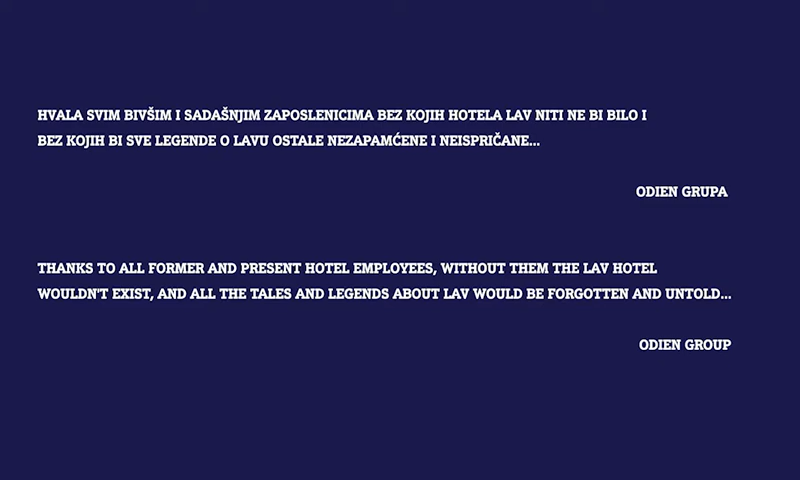 HVALA SVIM BIVŠIM I SADAŠNJIM ZAPOSLENICIMA BEZ KOJIH HOTELA LAV NITI NE BI BILO I
BEZ KOJIH BI SVE LEGENDE O LAVU OSTALE NEZAPAMĆENE I NEISPRIČANE...
ODIEN GRUPA
THANKS TO ALL FORMER AND PRESENT HOTEL EMPLOYEES, WITHOUT THEM THE LAV HOTEL
WOULDN'T EXIST, AND ALL THE TALES AND LEGENDS ABOUT LAV WOULD BE FORGOTTEN AND UNTOLD...
ODIEN GROUP